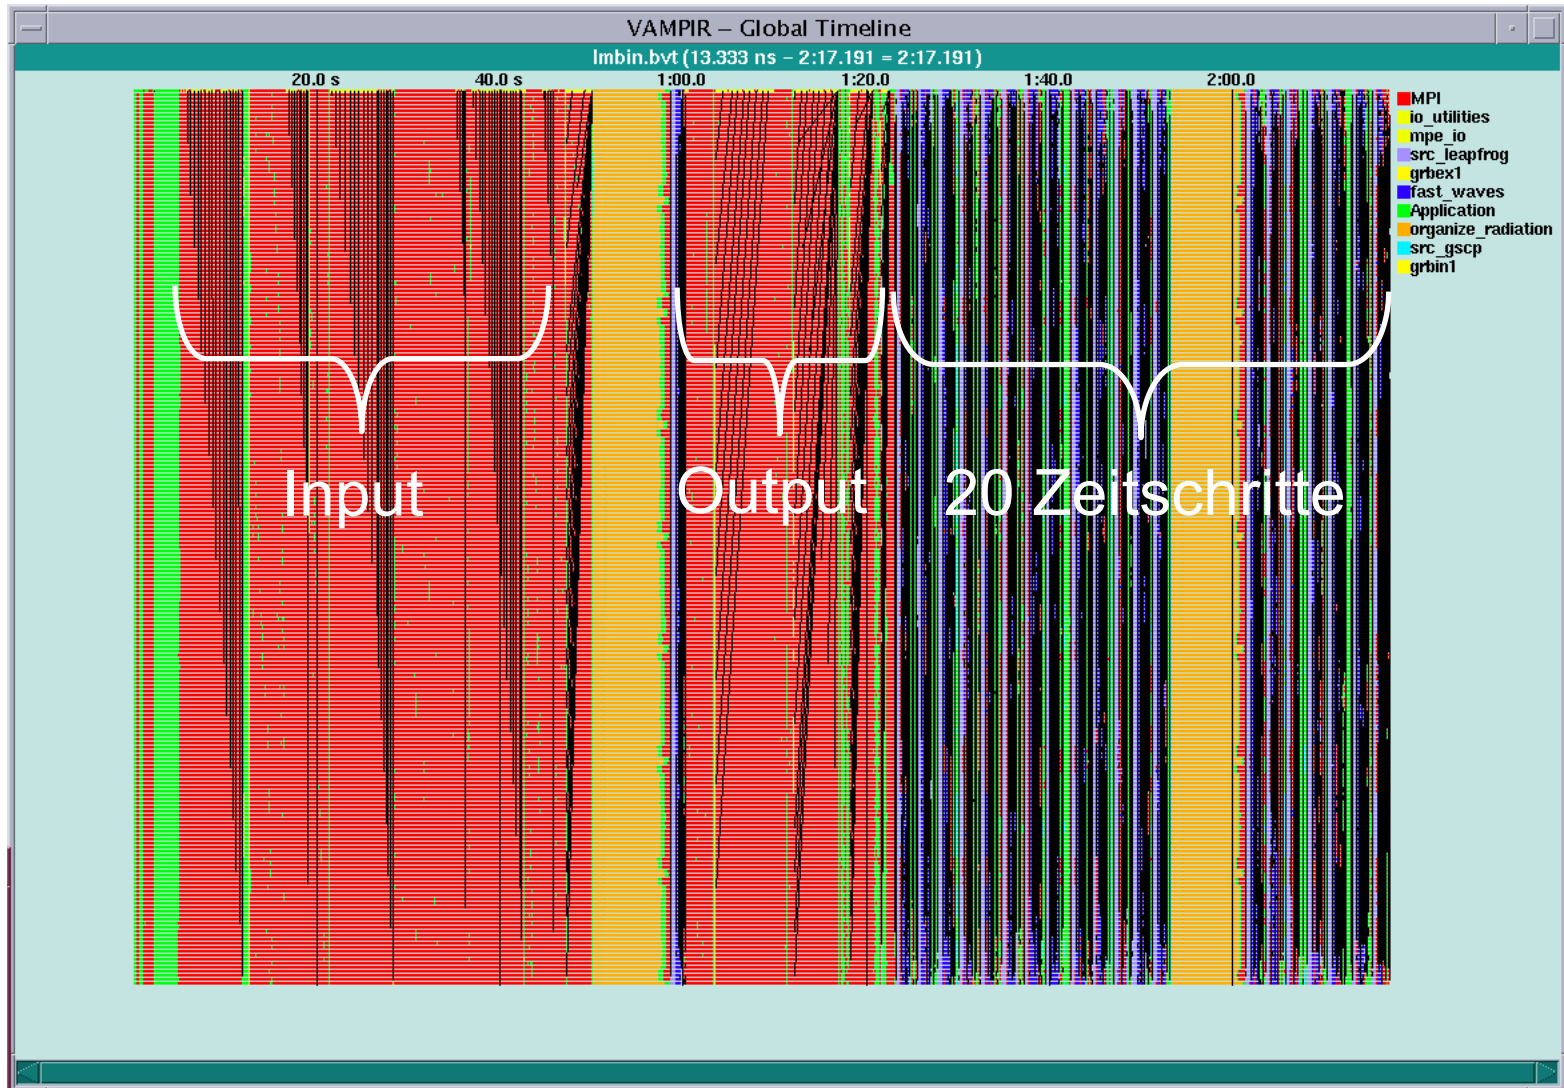 VAMPIR – Global Timeline
lmbin.bvt (13.333 ns – 2:17.191 = 2:17.191)
20.0 s 40.0 s 1:00.0 1:20.0 1:40.0 2:00.0
MPI
io_utilities
mpe_io
src_leapfrog
grbex1
fast_waves
Application
organize_radiation
src_gscp
grbin1
Input Output 20 Zeitschritte